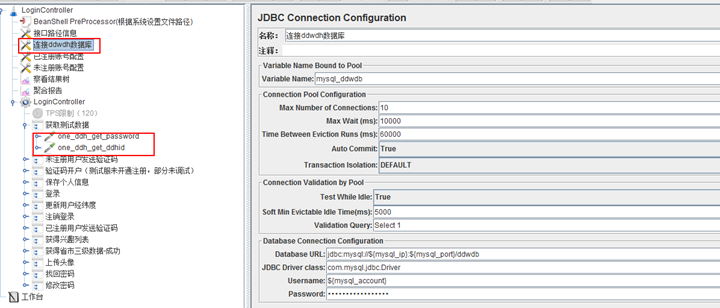 LoginController
BeanShell PreProcessor(根据系统设置文件路径)
接口路径信息
连接ddwdh数据库
已注册账号配置
未注册账号配置
察看结果树
聚合报告
LoginController
TPS限制（120）
获取测试数据
one_ddh_get_password
one_ddh_get_ddhid
未注册用户发送验证码
验证码开户（测试版未开通注册，部分未调试）
保存个人信息
登录
更新用户经纬度
注销登录
已注册用户发送验证码
获得兴趣列表
获得省市三级数据-成功
上传头像
找回密码
修改密码
工作台
JDBC Connection Configuration
名称： 连接ddwdh数据库
注释：
Variable Name Bound to Pool
Variable Name: mysql_ddwdb
Connection Pool Configuration
Max Number of Connections: 10
Max Wait (ms): 10000
Time Between Eviction Runs (ms): 60000
Auto Commit: True
Transaction Isolation: DEFAULT
Connection Validation by Pool
Test While Idle: True
Soft Min Evictable Idle Time(ms): 5000
Validation Query: Select 1
Database Connection Configuration
Database URL: jdbc:mysql://${mysql_ip}:${mysql_port}/ddwdb
JDBC Driver class: com.mysql.jdbc.Driver
Username: ${mysql_account}
Password: •••••••••••••••••